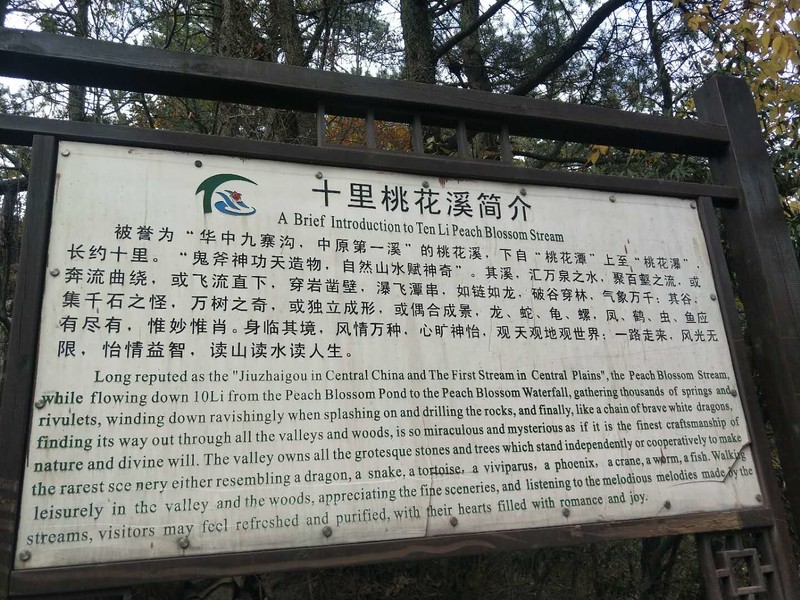 十里桃花溪简介
A Brief Introduction to Ten Li Peach Blossom Stream
被誉为“华中九寨沟，中原第一溪”的桃花溪，下自“桃花潭”上至“桃花瀑”，
长约十里。“鬼斧神功天造物，自然山水赋神奇”。其溪，汇万泉之水，聚百壑之流，或
奔流曲绕，或飞流直下，穿岩凿壁，瀑飞潭串，如链如龙，破谷穿林，气象万千；其谷，
集千石之怪，万树之奇，或独立成形，或偶合成景，龙、蛇、龟、螺，凤、鹤、虫、鱼应
有尽有，惟妙惟肖。身临其境，风情万种，心旷神怡，观天观地观世界；一路走来，风光无
限，怡情益智，读山读水读人生。
Long reputed as the "Jiuzhaigou in Central China and The First Stream in Central Plains", the Peach Blossom Stream,
while flowing down 10Li from the Peach Blossom Pond to the Peach Blossom Waterfall, gathering thousands of springs and
rivulets, winding down ravishingly when splashing on and drilling the rocks, and finally, like a chain of brave white dragons,
finding its way out through all the valleys and woods, is so miraculous and mysterious as if it is the finest craftsmanship of
nature and divine will. The valley owns all the grotesque stones and trees which stand independently or cooperatively to make
the rarest sce nery either resembling a dragon, a snake, a tortoise, a viviparus, a phoenix, a crane, a worm, a fish. Walking
leisurely in the valley and the woods, appreciating the fine sceneries, and listening to the melodious melodies made by the
streams, visitors may feel refreshed and purified, with their hearts filled with romance and joy.